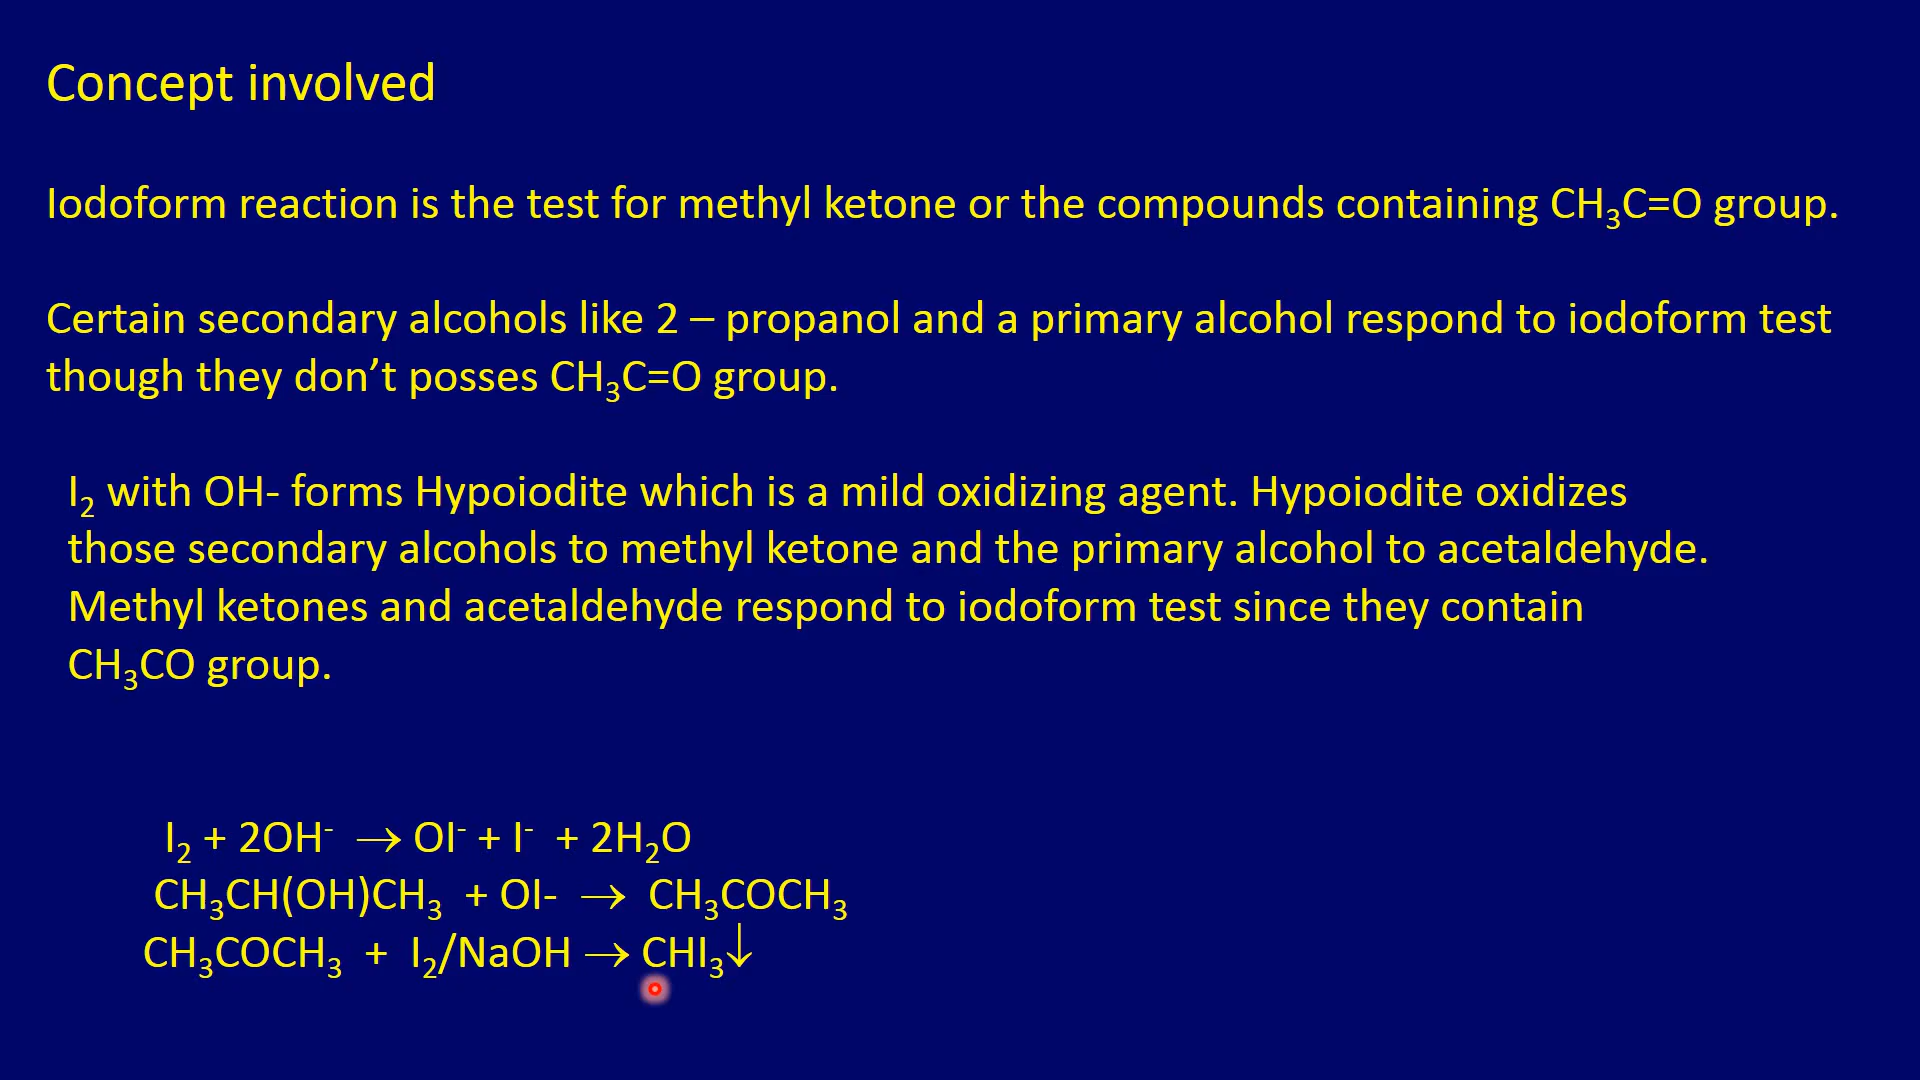 Concept involved
Iodoform reaction is the test for methyl ketone or the compounds containing CH₃C=O group.
Certain secondary alcohols like 2 – propanol and a primary alcohol respond to iodoform test
though they don’t posses CH₃C=O group.
I₂ with OH- forms Hypoiodite which is a mild oxidizing agent. Hypoiodite oxidizes
those secondary alcohols to methyl ketone and the primary alcohol to acetaldehyde.
Methyl ketones and acetaldehyde respond to iodoform test since they contain
CH₃CO group.
I₂ + 2OH⁻ → OI⁻ + I⁻ + 2H₂O
CH₃CH(OH)CH₃ + OI- → CH₃COCH₃
CH₃COCH₃ + I₂/NaOH → CHI₃↓